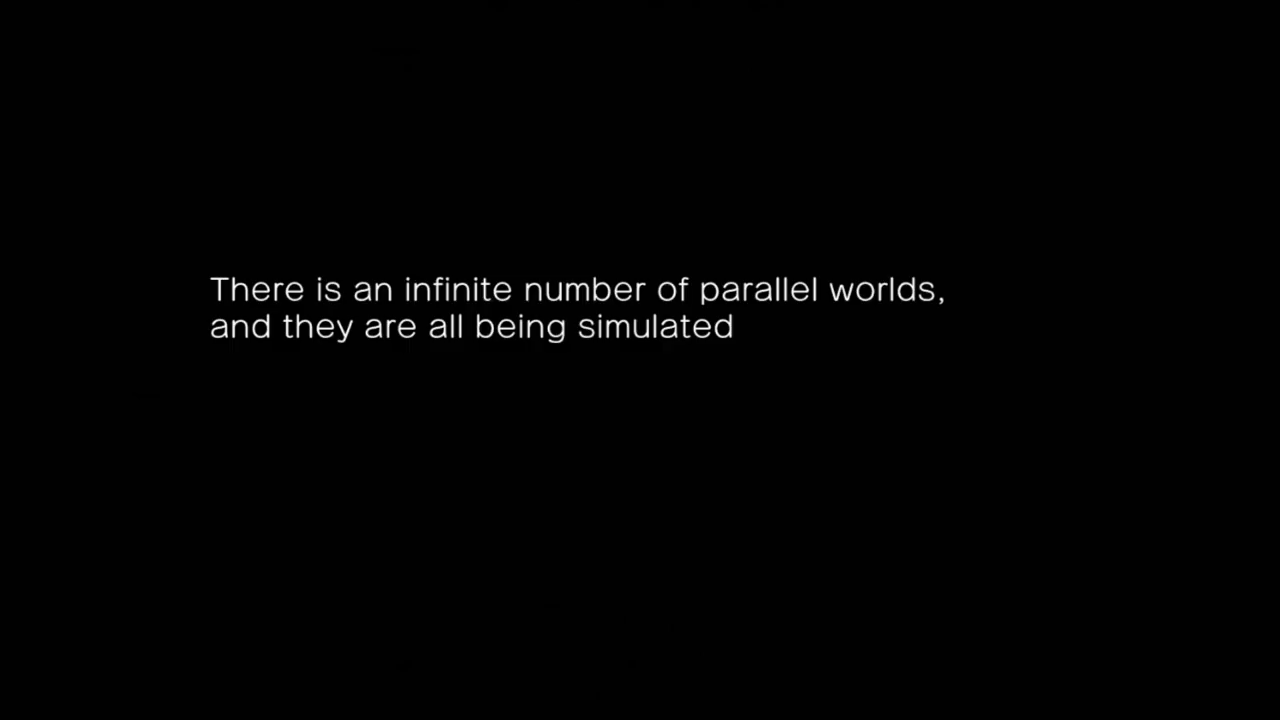 There is an infinite number of parallel worlds,
and they are all being simulated